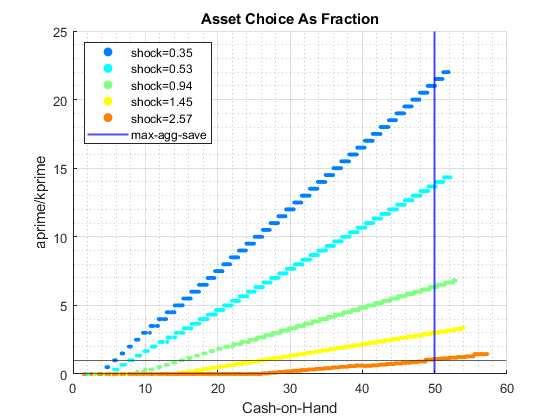 Asset Choice As Fraction
25
20
15
10
5
0
aprime/kprime
shock=0.35
shock=0.53
shock=0.94
shock=1.45
shock=2.57
max-agg-save
0
10
20
30
40
50
60
Cash-on-Hand